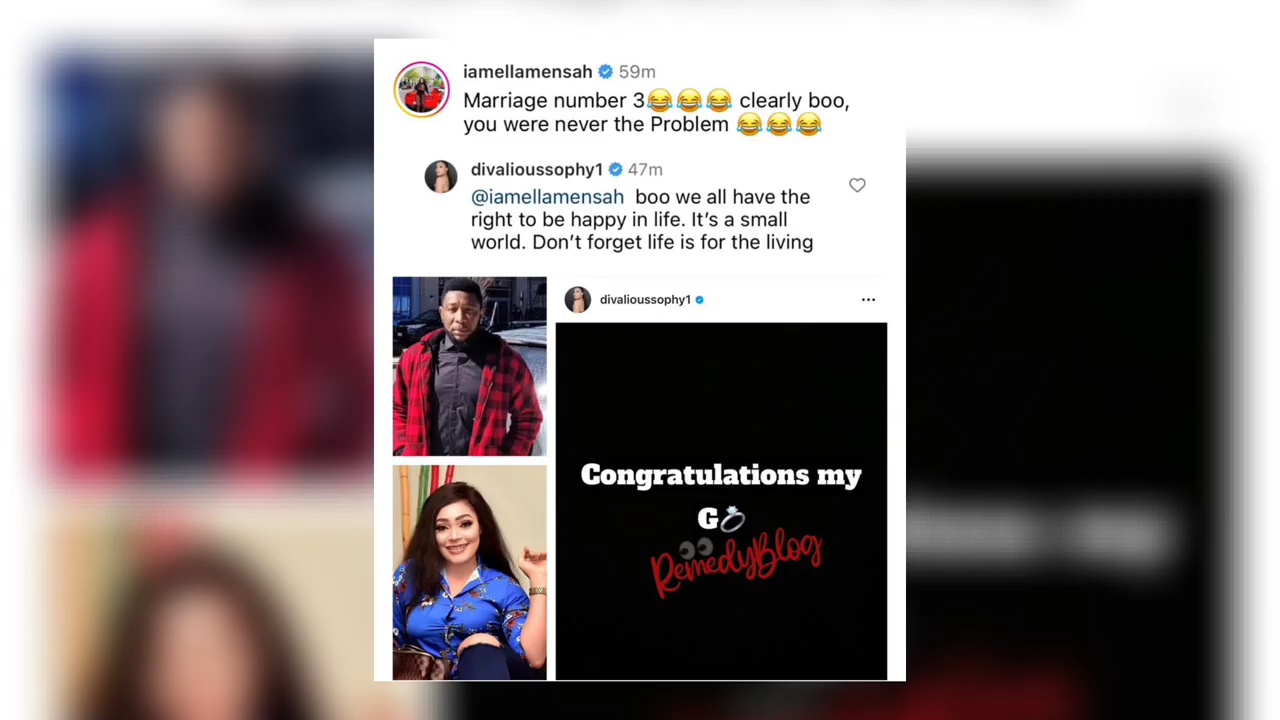 iamellamensah 59m
Marriage number 3😂😂😂 clearly boo,
you were never the Problem 😂😂😂
divalioussophy1 47m
@iamellamensah boo we all have the
right to be happy in life. It’s a small
world. Don’t forget life is for the living
divalioussophy1
Congratulations my
G💍
RemedyBlog